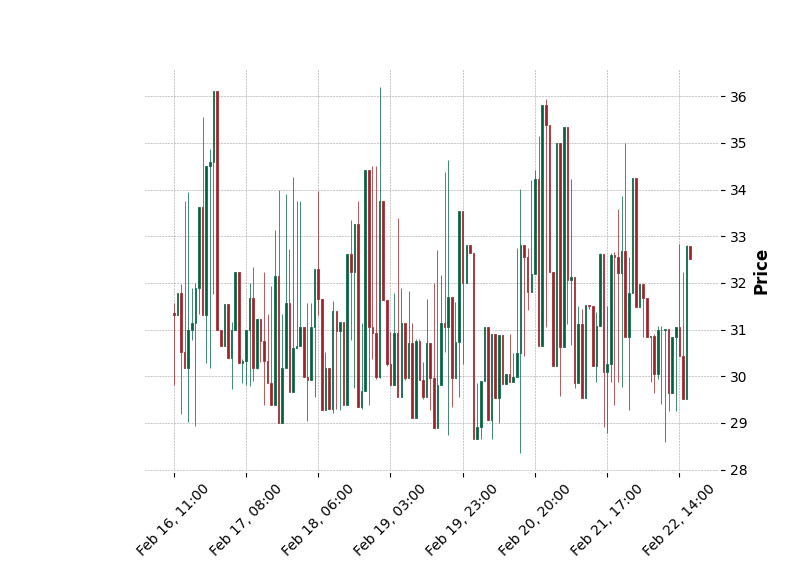 36
35
34
33
32
31
30
29
28
Price
Feb 16, 11:00
Feb 17, 08:00
Feb 18, 06:00
Feb 19, 03:00
Feb 19, 23:00
Feb 20, 20:00
Feb 21, 17:00
Feb 22, 14:00